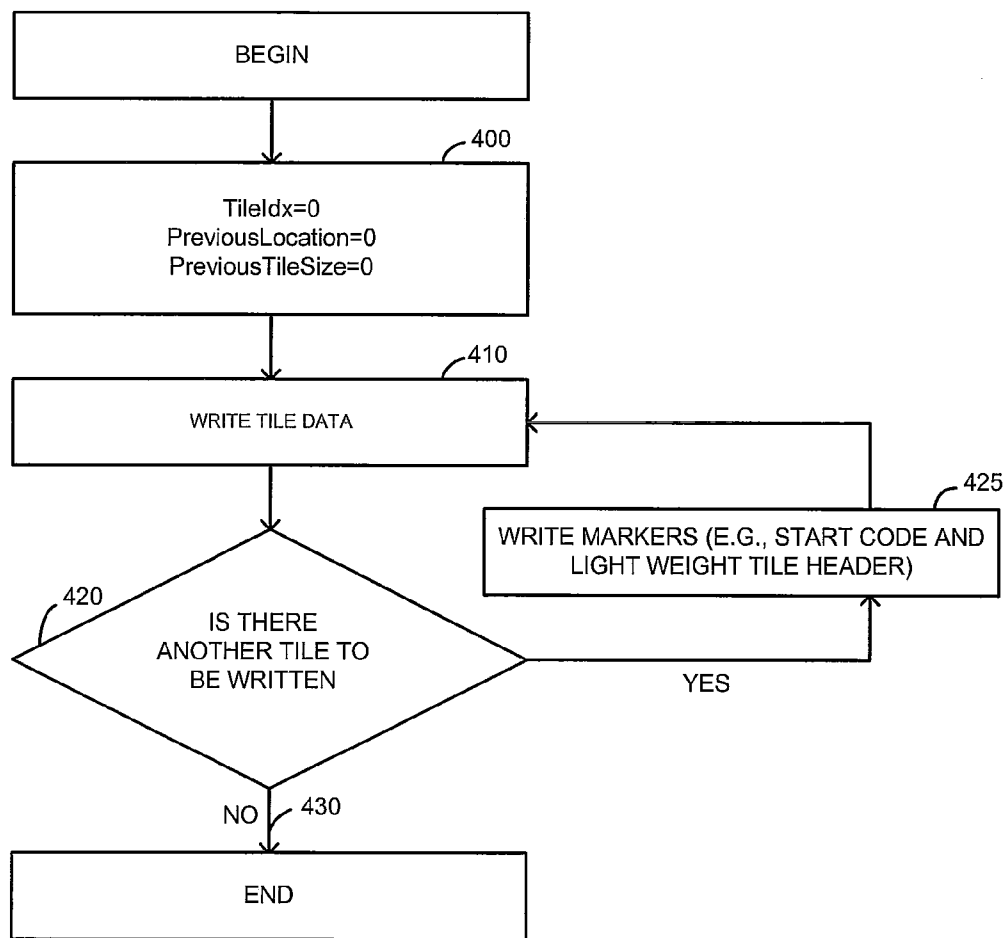 BEGIN
400
TileIdx=0
PreviousLocation=0
PreviousTileSize=0
410
WRITE TILE DATA
425
WRITE MARKERS (E.G., START CODE AND
LIGHT WEIGHT TILE HEADER)
420
IS THERE
ANOTHER TILE TO
BE WRITTEN
YES
NO
430
END